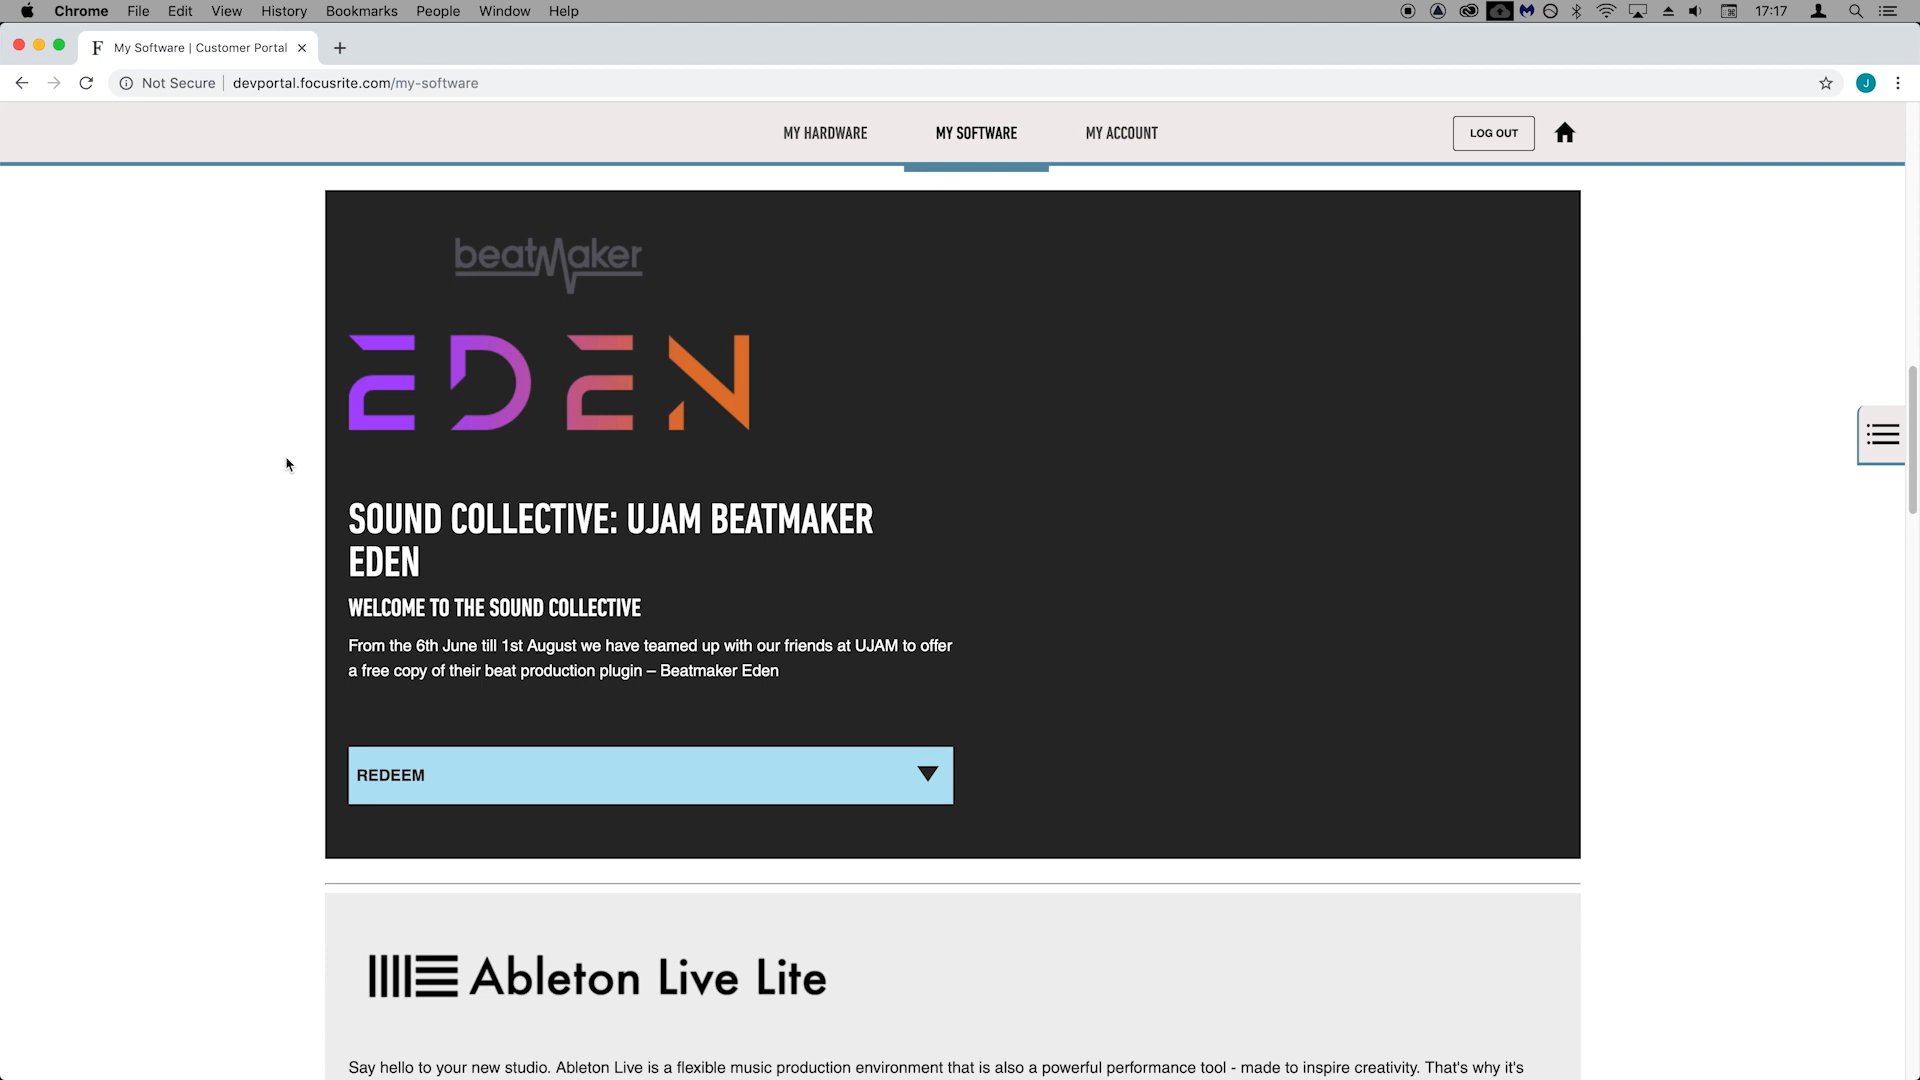 Chrome File Edit View History Bookmarks People Window Help 17:17
F My Software | Customer Portal
Not Secure devportal.focusrite.com/my-software J
MY HARDWARE MY SOFTWARE MY ACCOUNT LOG OUT
beatMaker
EDEN
SOUND COLLECTIVE: UJAM BEATMAKER
EDEN
WELCOME TO THE SOUND COLLECTIVE
From the 6th June till 1st August we have teamed up with our friends at UJAM to offer
a free copy of their beat production plugin – Beatmaker Eden
REDEEM
Ableton Live Lite
Say hello to your new studio. Ableton Live is a flexible music production environment that is also a powerful performance tool - made to inspire creativity. That's why it's